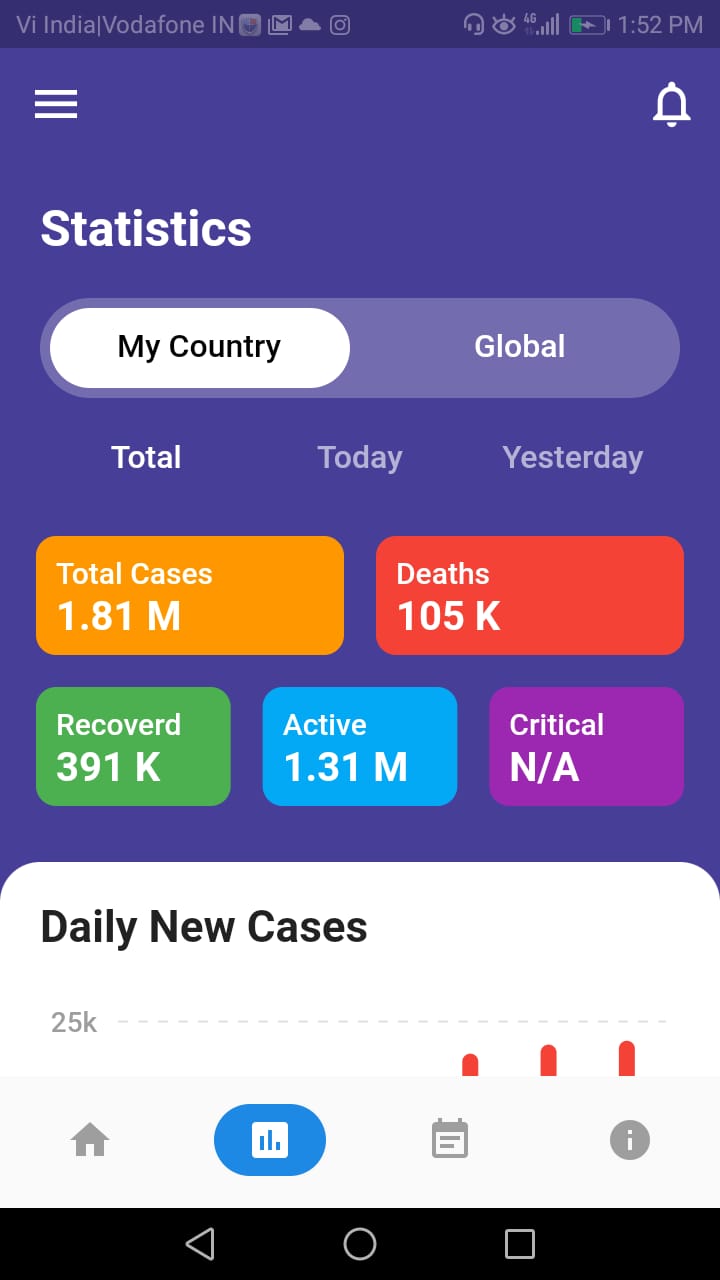 Vi India|Vodafone IN 4G 1:52 PM
Statistics
My Country Global
Total Today Yesterday
Total Cases Deaths
1.81 M 105 K
Recoverd Active Critical
391 K 1.31 M N/A
Daily New Cases
25k